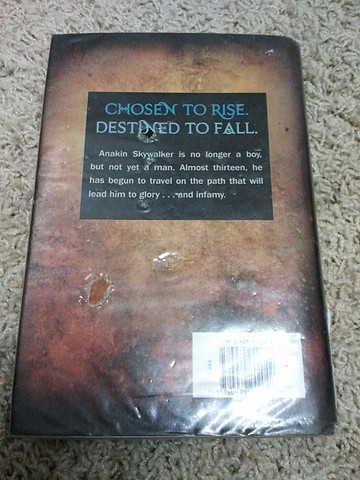 CHOSEN TO RISE.
DESTINED TO FALL.
Anakin Skywalker is no longer a boy,
but not yet a man. Almost thirteen, he
has begun to travel on the path that will
lead him to glory . . . and infamy.